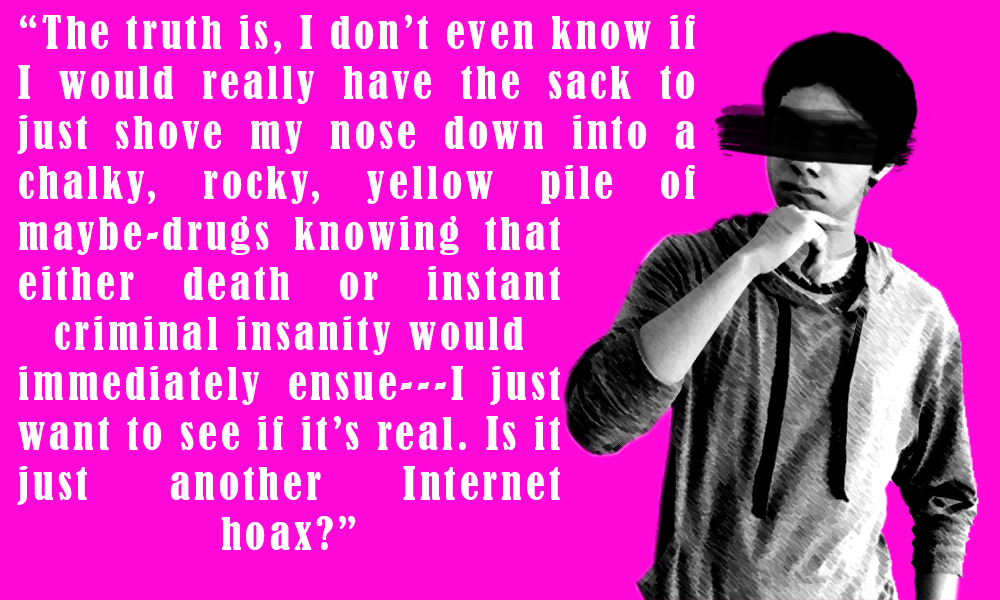 “The truth is, I don’t even know if
I would really have the sack to
just shove my nose down into a
chalky, rocky, yellow pile of
maybe-drugs knowing that
either death or instant
criminal insanity would
immediately ensue---I just
want to see if it’s real. Is it
just another Internet
hoax?”